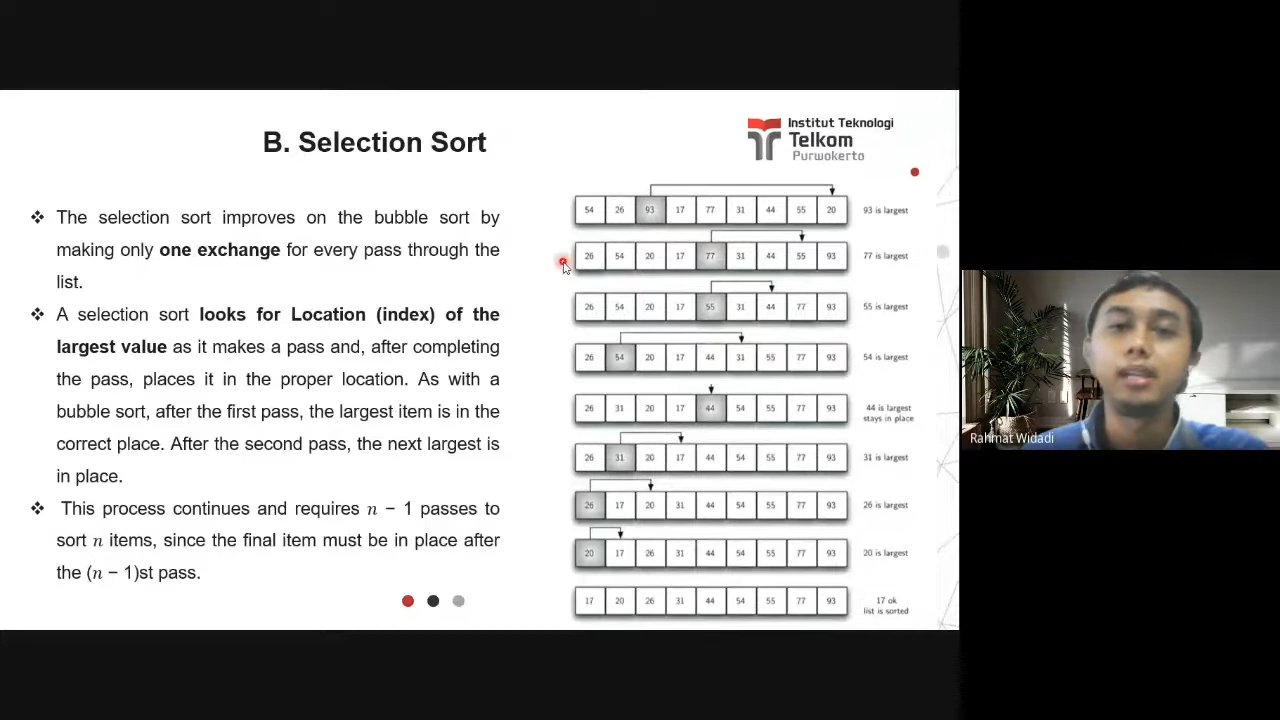 B. Selection Sort
Institut Teknologi
Telkom
Purwokerto
❖ The selection sort improves on the bubble sort by
making only one exchange for every pass through the
list.
❖ A selection sort looks for Location (index) of the
largest value as it makes a pass and, after completing
the pass, places it in the proper location. As with a
bubble sort, after the first pass, the largest item is in the
correct place. After the second pass, the next largest is
in place.
❖ This process continues and requires n − 1 passes to
sort n items, since the final item must be in place after
the (n − 1)st pass.
54 26 93 17 77 31 44 55 20 93 is largest
26 54 20 17 77 31 44 55 93 77 is largest
26 54 20 17 55 31 44 77 93 55 is largest
26 54 20 17 44 31 55 77 93 54 is largest
26 31 20 17 44 54 55 77 93 44 is largest
stays in place
26 31 20 17 44 54 55 77 93 31 is largest
26 17 20 31 44 54 55 77 93 26 is largest
20 17 26 31 44 54 55 77 93 20 is largest
17 20 26 31 44 54 55 77 93 17 ok
list is sorted
Rahmat Widadi